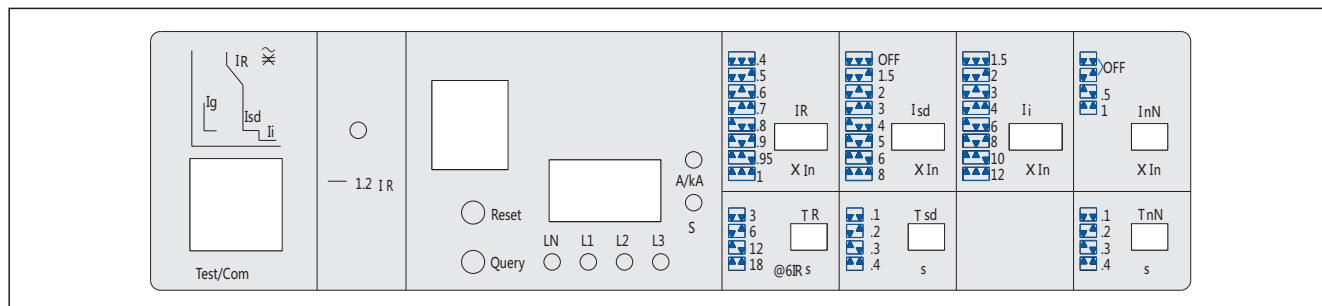 IR
Ig
Isd
Ii
Test/Com
1.2 IR
Reset
Query
LN L1 L2 L3
A/kA
S
.4
.5
.6
.7
.8
.9
.95
1
IR
X In
OFF
1.5
2
3
4
5
6
8
Isd
X In
1.5
2
3
4
6
8
10
12
Ii
X In
OFF
.5
1
InN
X In
3
6
12
18
TR
@6IR s
.1
.2
.3
.4
Tsd
s
.1
.2
.3
.4
TnN
s